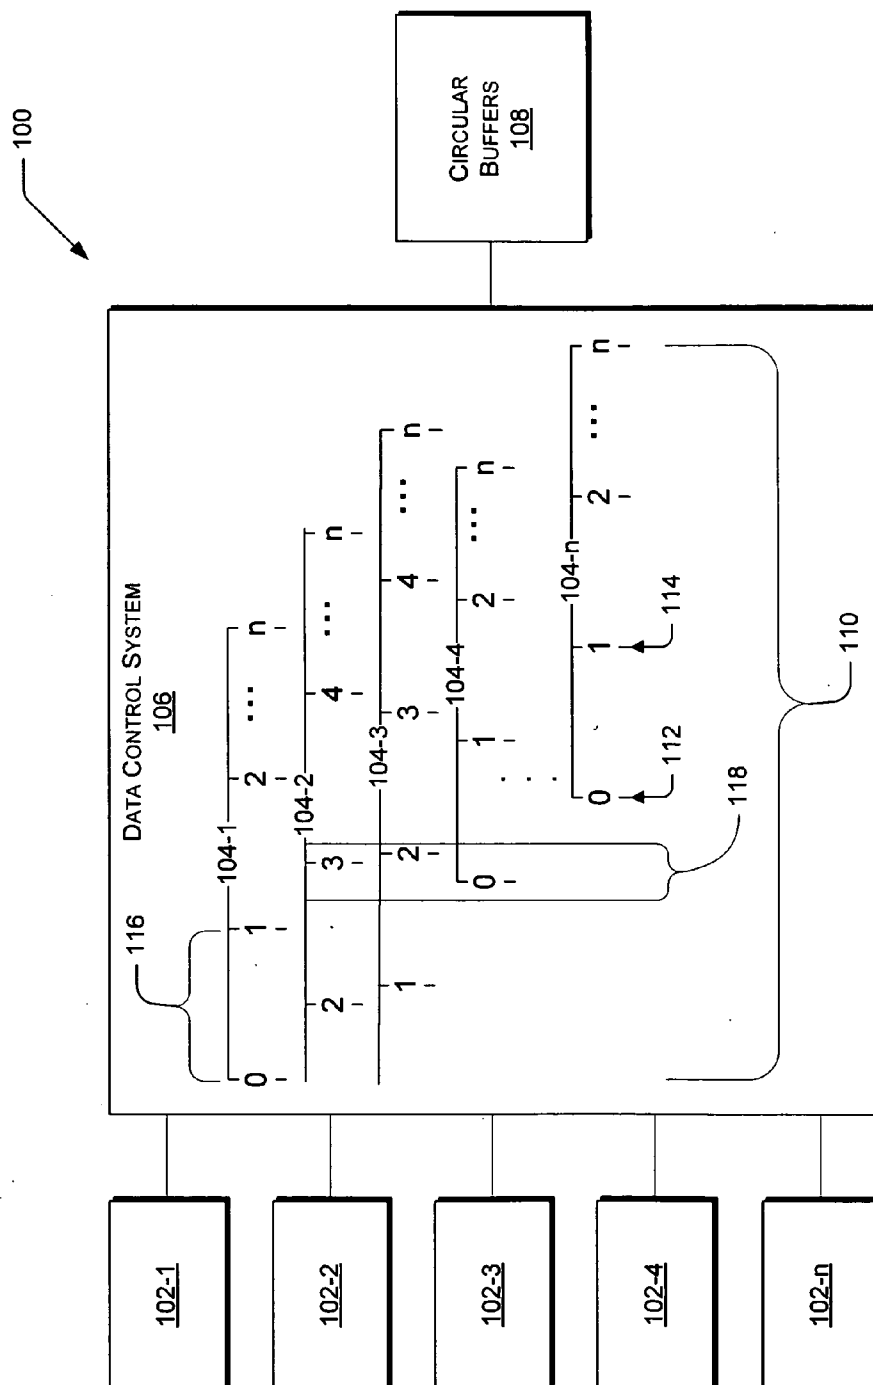 100
DATA CONTROL SYSTEM
106
CIRCULAR
BUFFERS
108
116
104-1
0 1 2 ... n
104-2
2 3 4 ... n
104-3
1 2 3 4 ... n
104-4
0 1 2 ... n
. . .
104-n
0 1 2 ... n
112
114
118
110
102-1
102-2
102-3
102-4
102-n